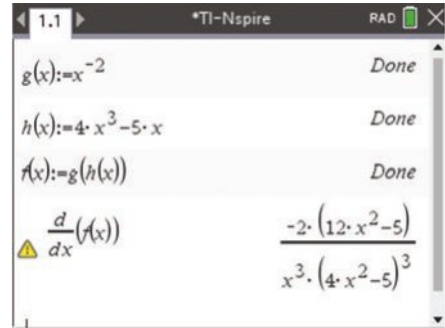 1.1 *TI-Nspire RAD
g(x):=x^-2 Done
h(x):=4·x^3-5·x Done
f(x):=g(h(x)) Done
d/dx(f(x)) -2·(12·x^2-5)/x^3·(4·x^2-5)^3